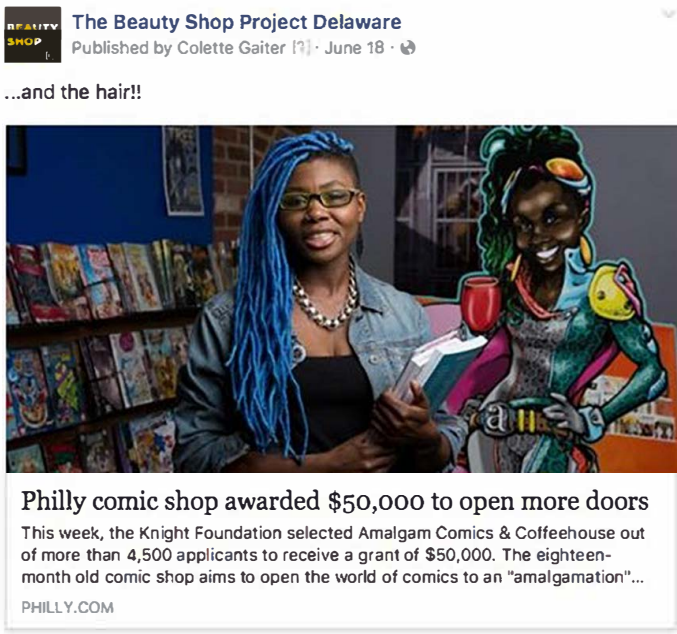 BEAUTY
SHOP
The Beauty Shop Project Delaware
Published by Colette Gaiter [?] · June 18 ·
...and the hair!!
FREE
a
Philly comic shop awarded $50,000 to open more doors
This week, the Knight Foundation selected Amalgam Comics & Coffeehouse out
of more than 4,500 applicants to receive a grant of $50,000. The eighteen-
month old comic shop aims to open the world of comics to an "amalgamation"...
PHILLY.COM